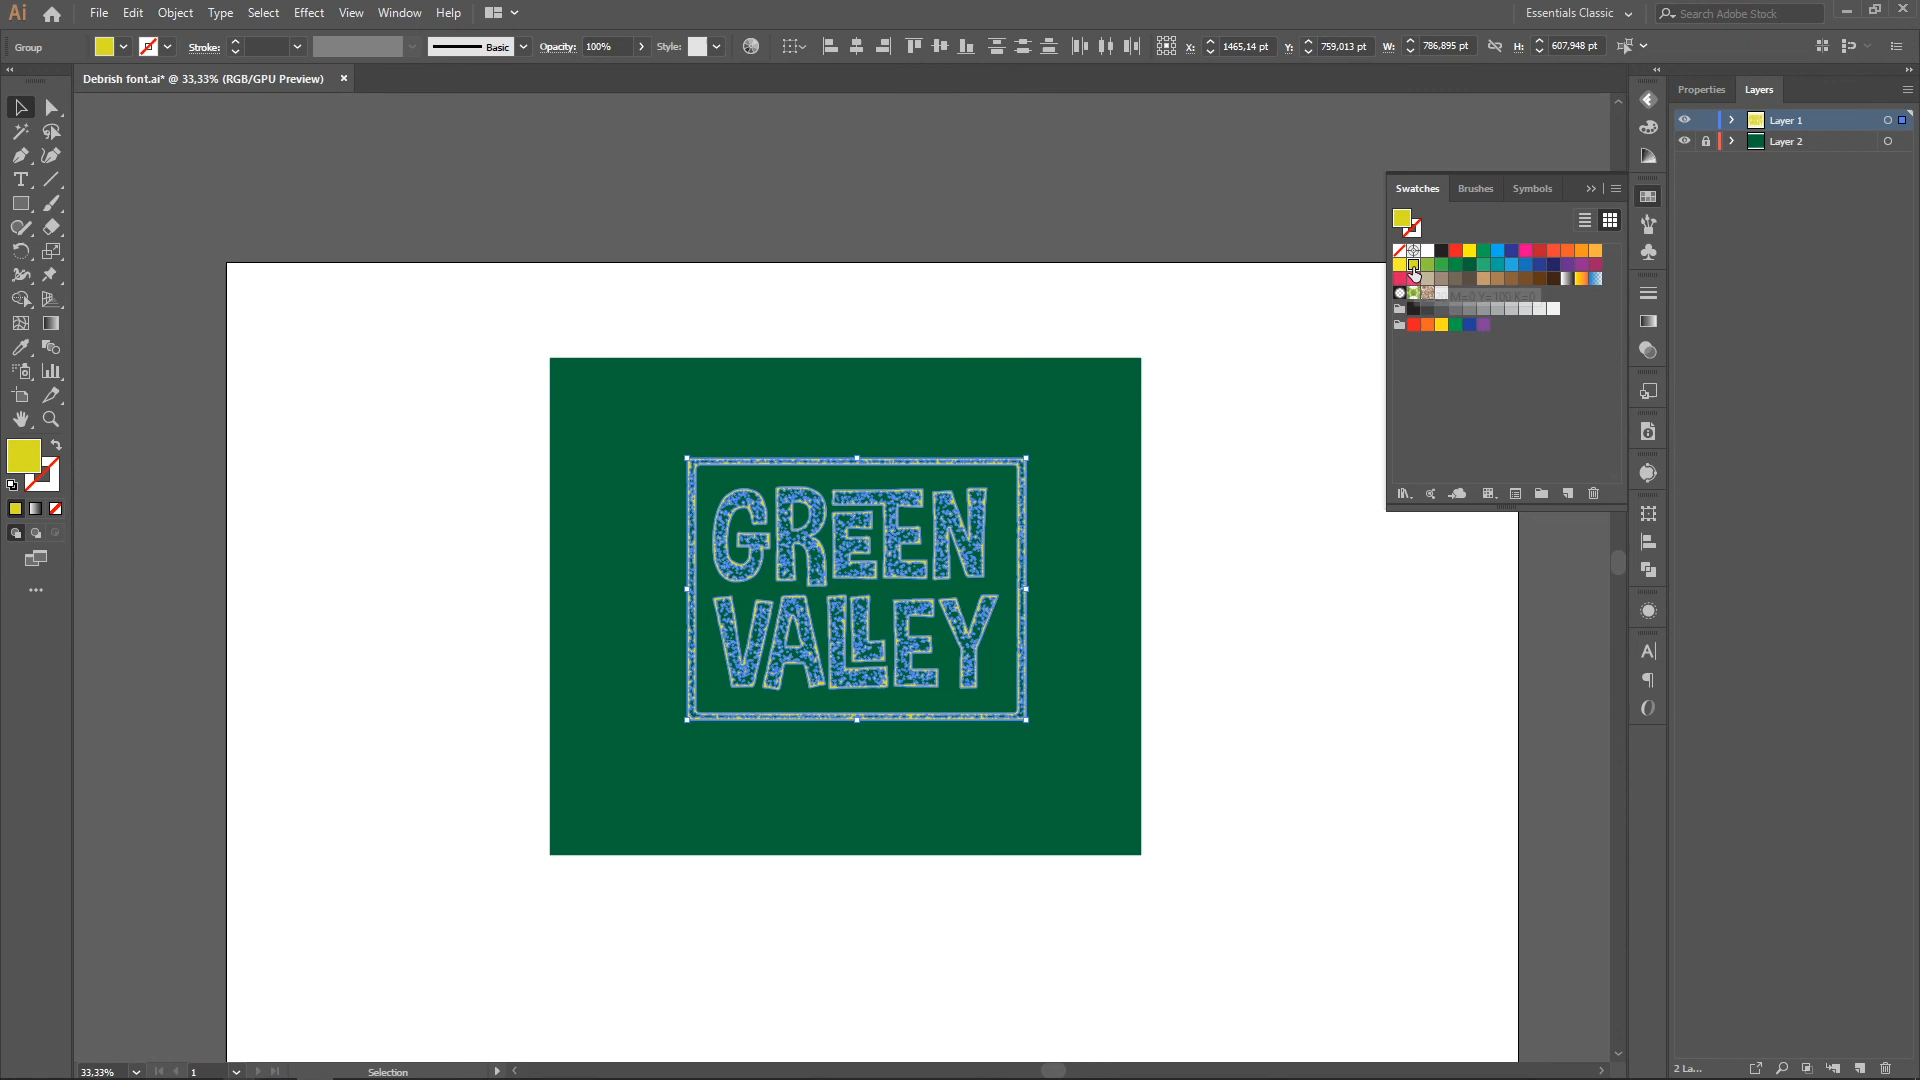 Ai File Edit Object Type Select Effect View Window Help Essentials Classic Search Adobe Stock
Group Stroke: Basic Opacity: 100% Style: X: 1465,14 pt Y: 759,013 pt W: 786,895 pt H: 607,948 pt
Debrish font.ai* @ 33,33% (RGB/GPU Preview)
Properties Layers
Layer 1
Layer 2
Swatches Brushes Symbols
M=0 Y=100 K=0
GREEN
VALLEY
33,33% 1 Selection 2 La...